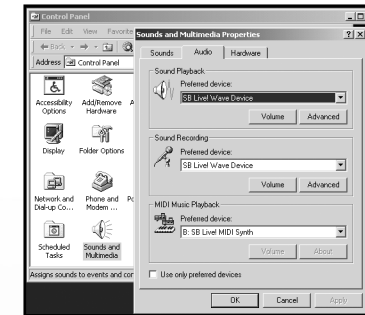 Control Panel
File Edit View Favorite
Back
Address Control Panel
Accessibility Options
Add/Remove Hardware
A
Display
Folder Options
Network and Dial-up Co...
Phone and Modem ...
Po
Scheduled Tasks
Sounds and Multimedia
Assigns sounds to events and cor
Sounds and Multimedia Properties
Sounds Audio Hardware
Sound Playback
Preferred device:
SB Live! Wave Device
Volume Advanced
Sound Recording
Preferred device:
SB Live! Wave Device
Volume Advanced
MIDI Music Playback
Preferred device:
B: SB Live! MIDI Synth
Volume About
Use only preferred devices
OK Cancel Apply